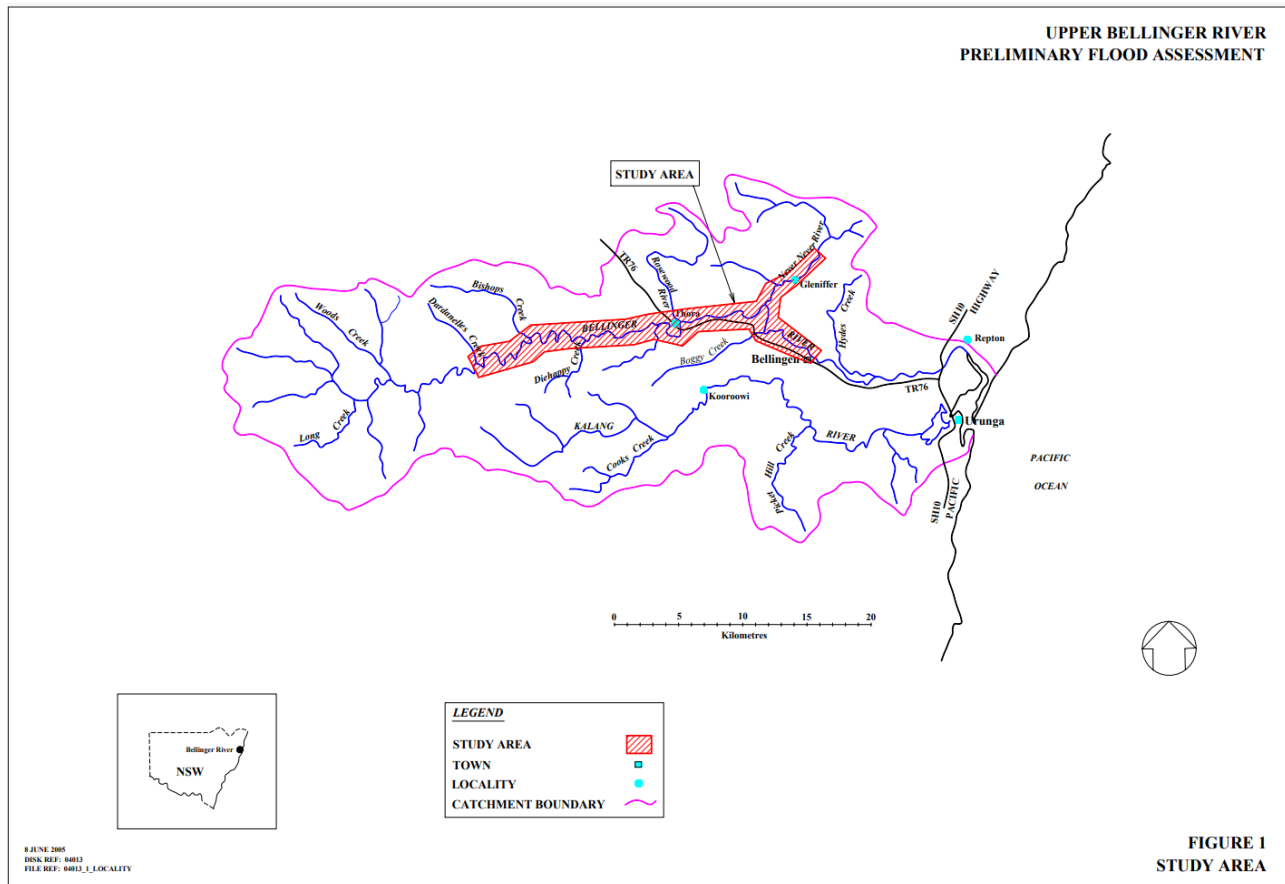 UPPER BELLINGER RIVER
PRELIMINARY FLOOD ASSESSMENT
STUDY AREA
TR76
Rosewood
River
Never Never River
Gleniffer
Bishops
Creek
Dardanelles
Creek
Woods
Creek
Long
Creek
BELLINGER
RIVER
Thora
Diehappy
Creek
Boggy Creek
Bellingen
Hydes
Creek
SH10
HIGHWAY
Repton
TR76
Kooroowi
KALANG
RIVER
Cooks Creek
Picket
Hill
Creek
Urunga
PACIFIC
OCEAN
SH10
PACIFIC
0 5 10 15 20
Kilometres
Bellinger River
NSW
LEGEND
STUDY AREA
TOWN
LOCALITY
CATCHMENT BOUNDARY
8 JUNE 2005
DISK REF: 04013
FILE REF: 04013_1_LOCALITY
FIGURE 1
STUDY AREA